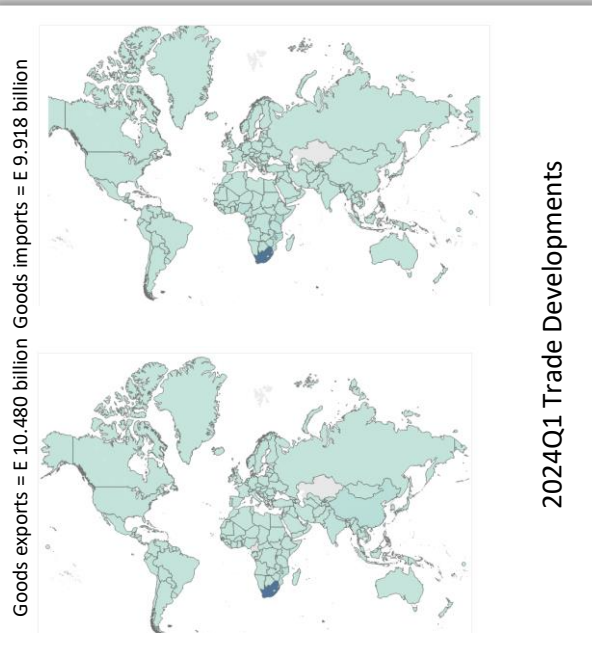 2024Q1 Trade Developments
Goods imports = E 9.918 billion
Goods exports = E 10.480 billion